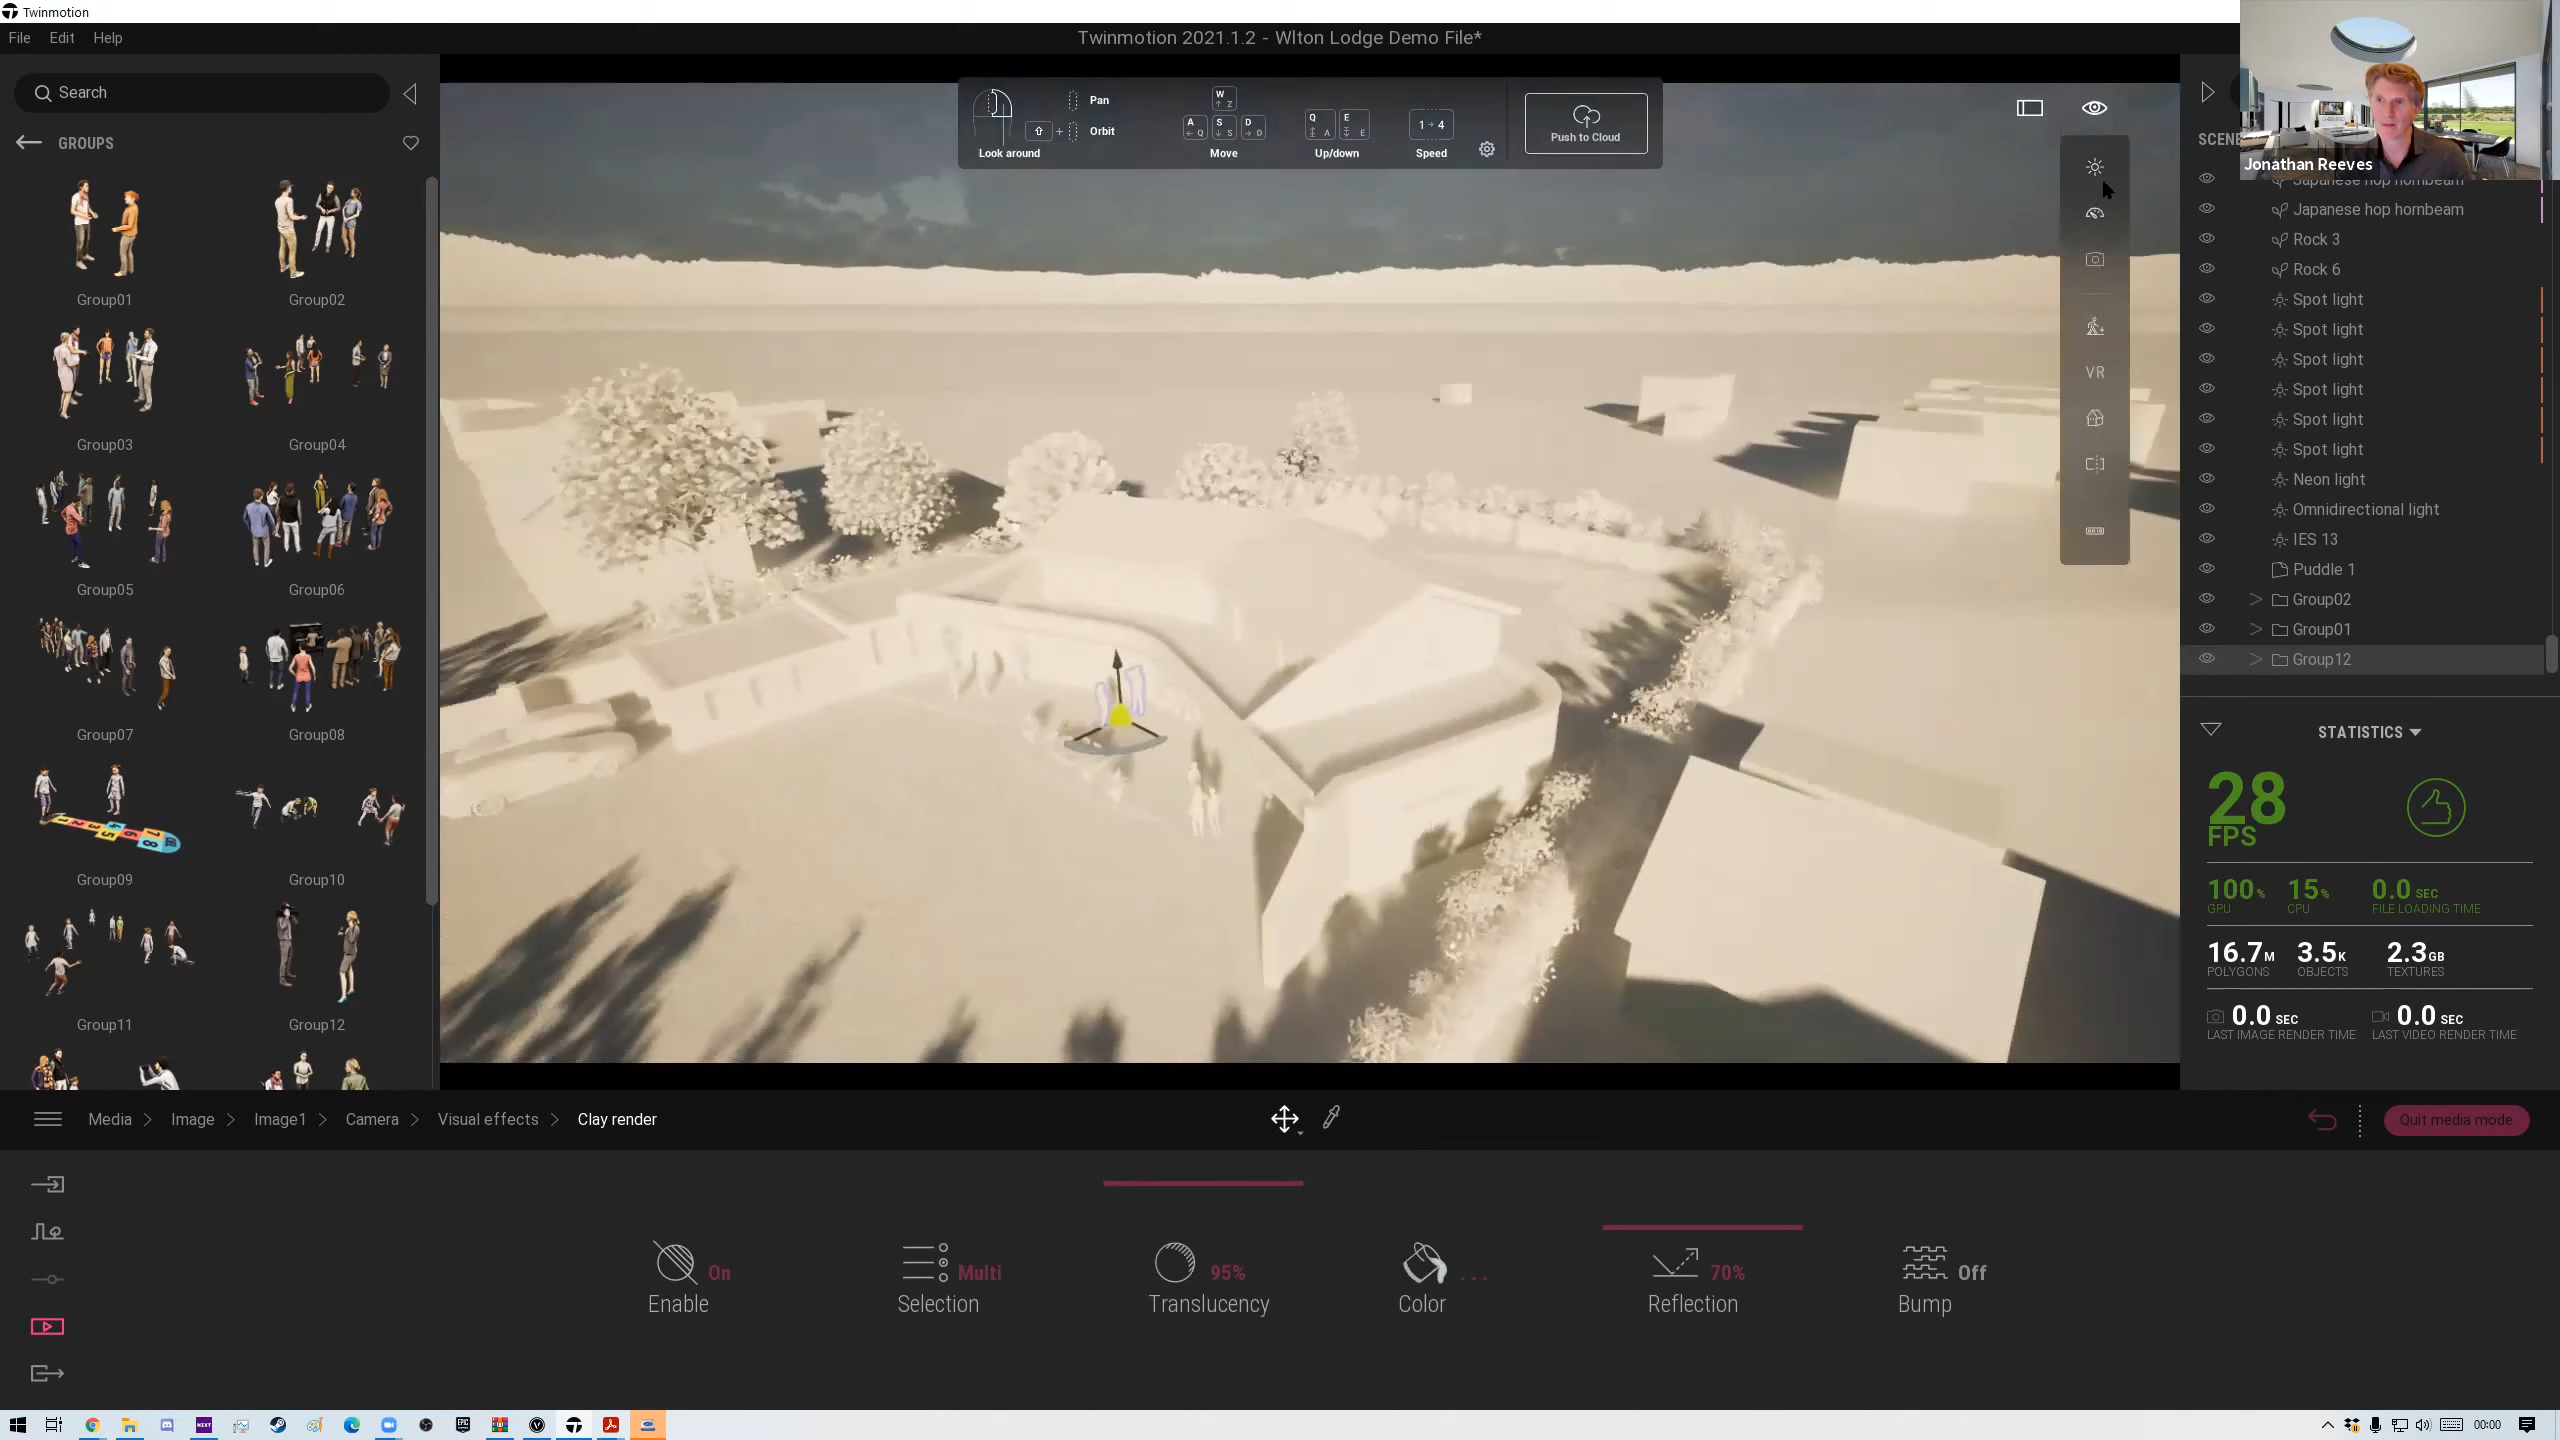 Twinmotion
File Edit Help
Twinmotion 2021.1.2 - Wlton Lodge Demo File*
Search
GROUPS
Group01
Group02
Group03
Group04
Group05
Group06
Group07
Group08
Group09
Group10
Group11
Group12
Look around
Pan
Orbit
Move
Up/down
Speed
1 → 4
Push to Cloud
VR
Jonathan Reeves
Japanese hop hornbeam
Japanese hop hornbeam
Rock 3
Rock 6
Spot light
Spot light
Spot light
Spot light
Spot light
Spot light
Neon light
Omnidirectional light
IES 13
Puddle 1
Group02
Group01
Group12
STATISTICS
28
FPS
100% 15% 0.0 SEC
GPU CPU FILE LOADING TIME
16.7M 3.5K 2.3GB
POLYGONS OBJECTS TEXTURES
0.0 SEC 0.0 SEC
LAST IMAGE RENDER TIME LAST VIDEO RENDER TIME
Media > Image > Image1 > Camera > Visual effects > Clay render
Quit media mode
On
Enable
Multi
Selection
95%
Translucency
...
Color
70%
Reflection
Off
Bump
00:00